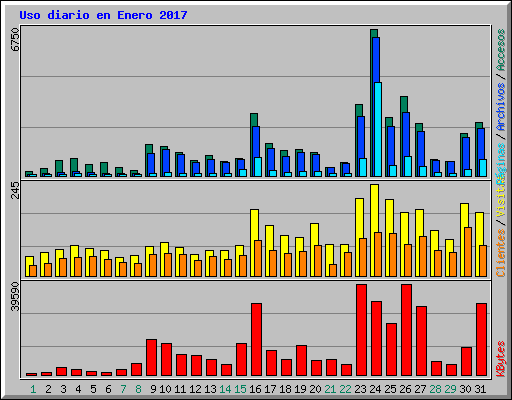 Uso diario en Enero 2017
6750
245
39590
Accesos / Archivos / Páginas
Visitas / Clientes
KBytes
1 2 3 4 5 6 7 8 9 10 11 12 13 14 15 16 17 18 19 20 21 22 23 24 25 26 27 28 29 30 31